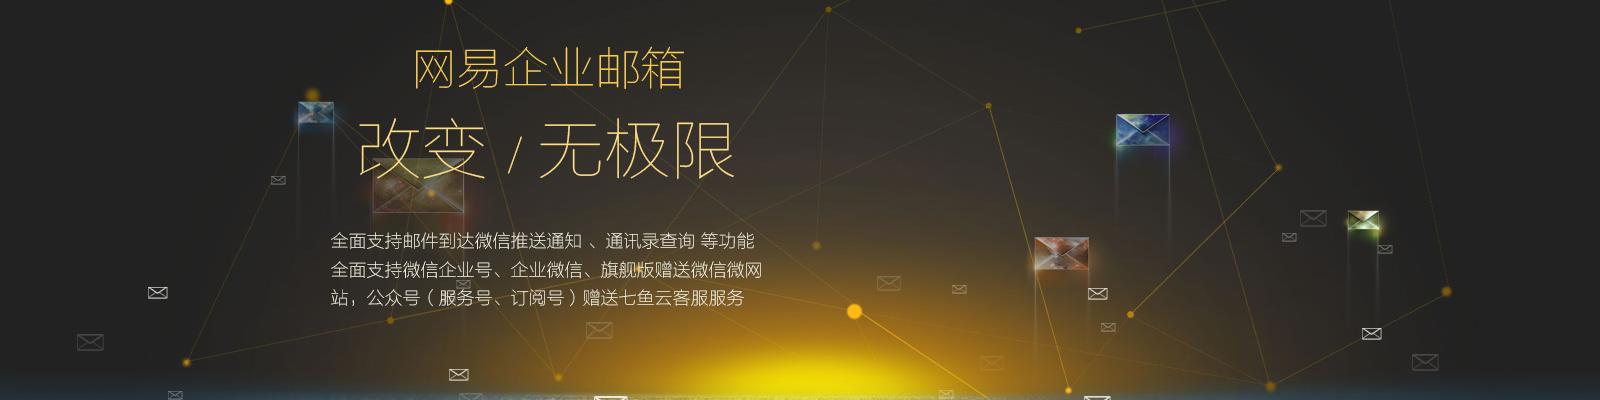 网易企业邮箱
改变 / 无极限
全面支持邮件到达微信推送通知 、通讯录查询 等功能
全面支持微信企业号、企业微信、旗舰版赠送微信微网
站，公众号（服务号、订阅号）赠送七鱼云客服服务